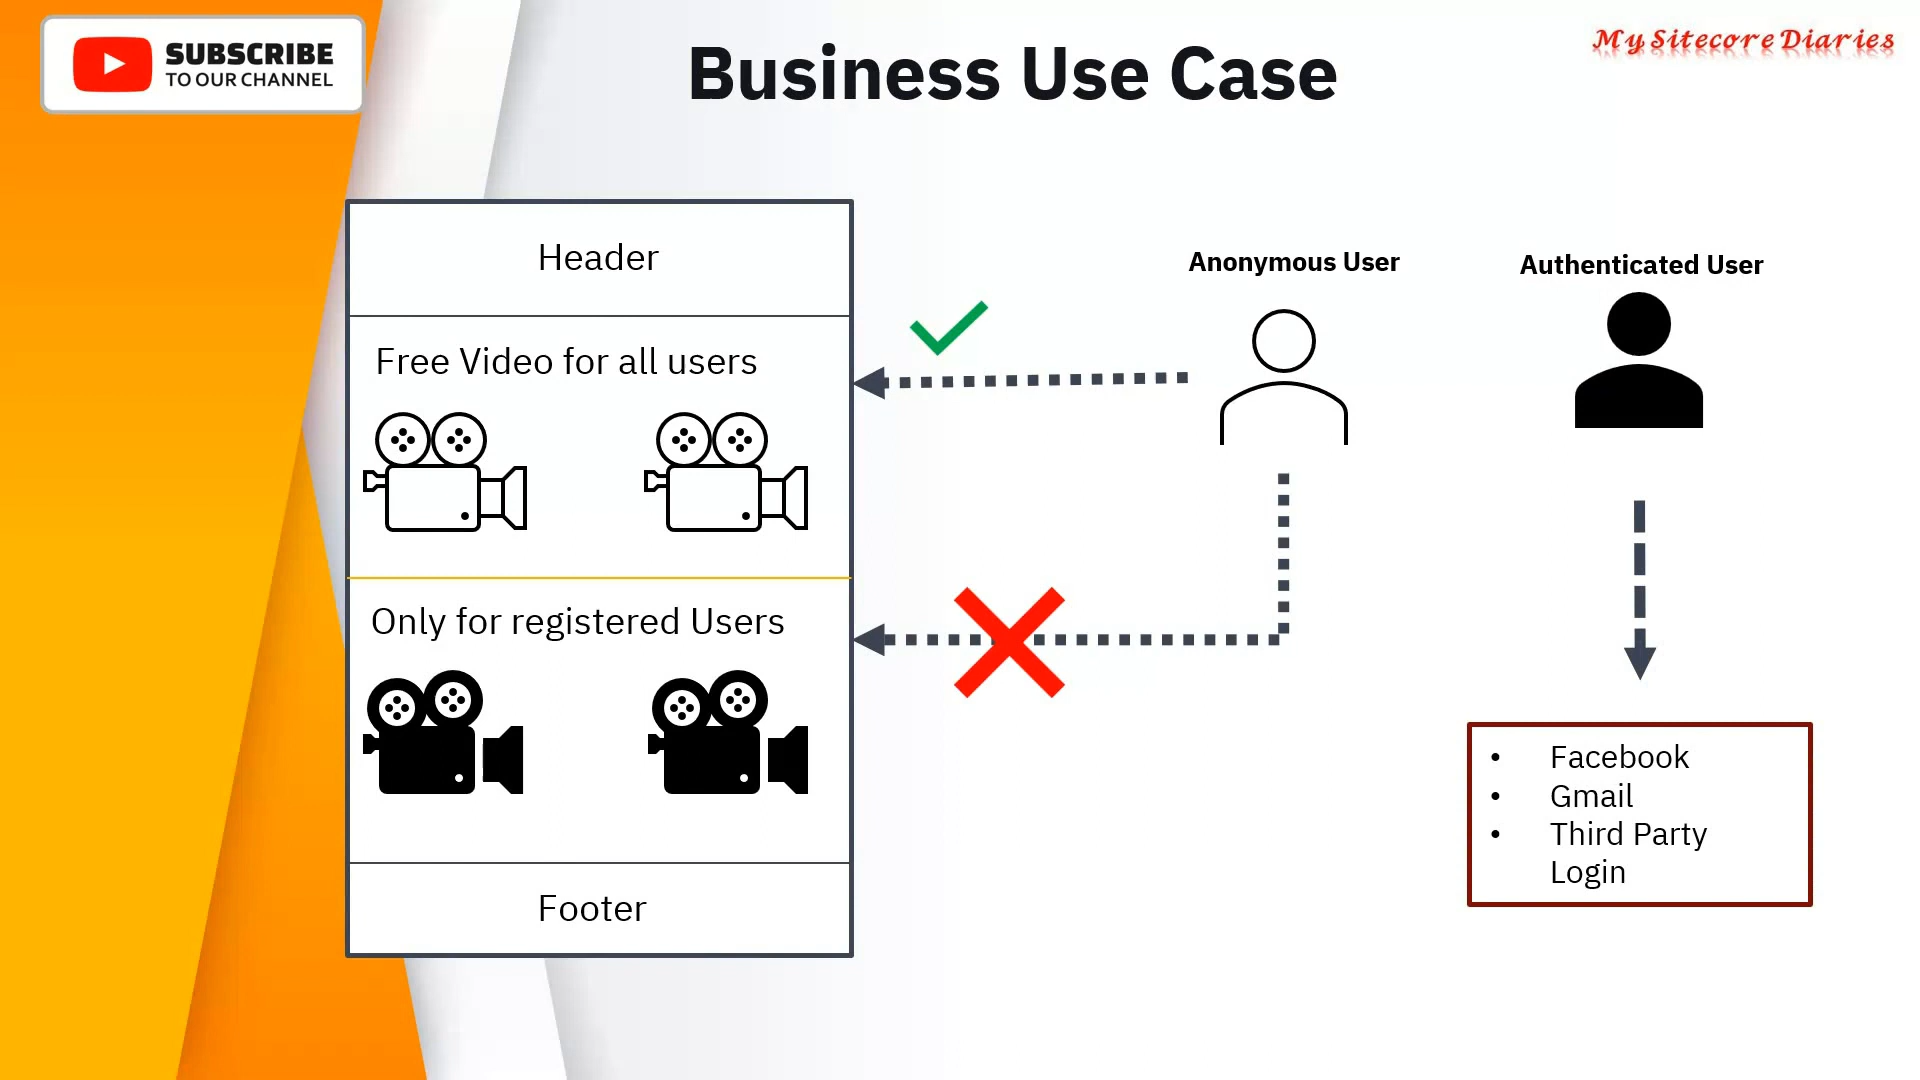 SUBSCRIBE
TO OUR CHANNEL
Business Use Case
My Sitecore Diaries
Header
Free Video for all users
Only for registered Users
Footer
Anonymous User
Authenticated User
• Facebook
• Gmail
• Third Party
Login